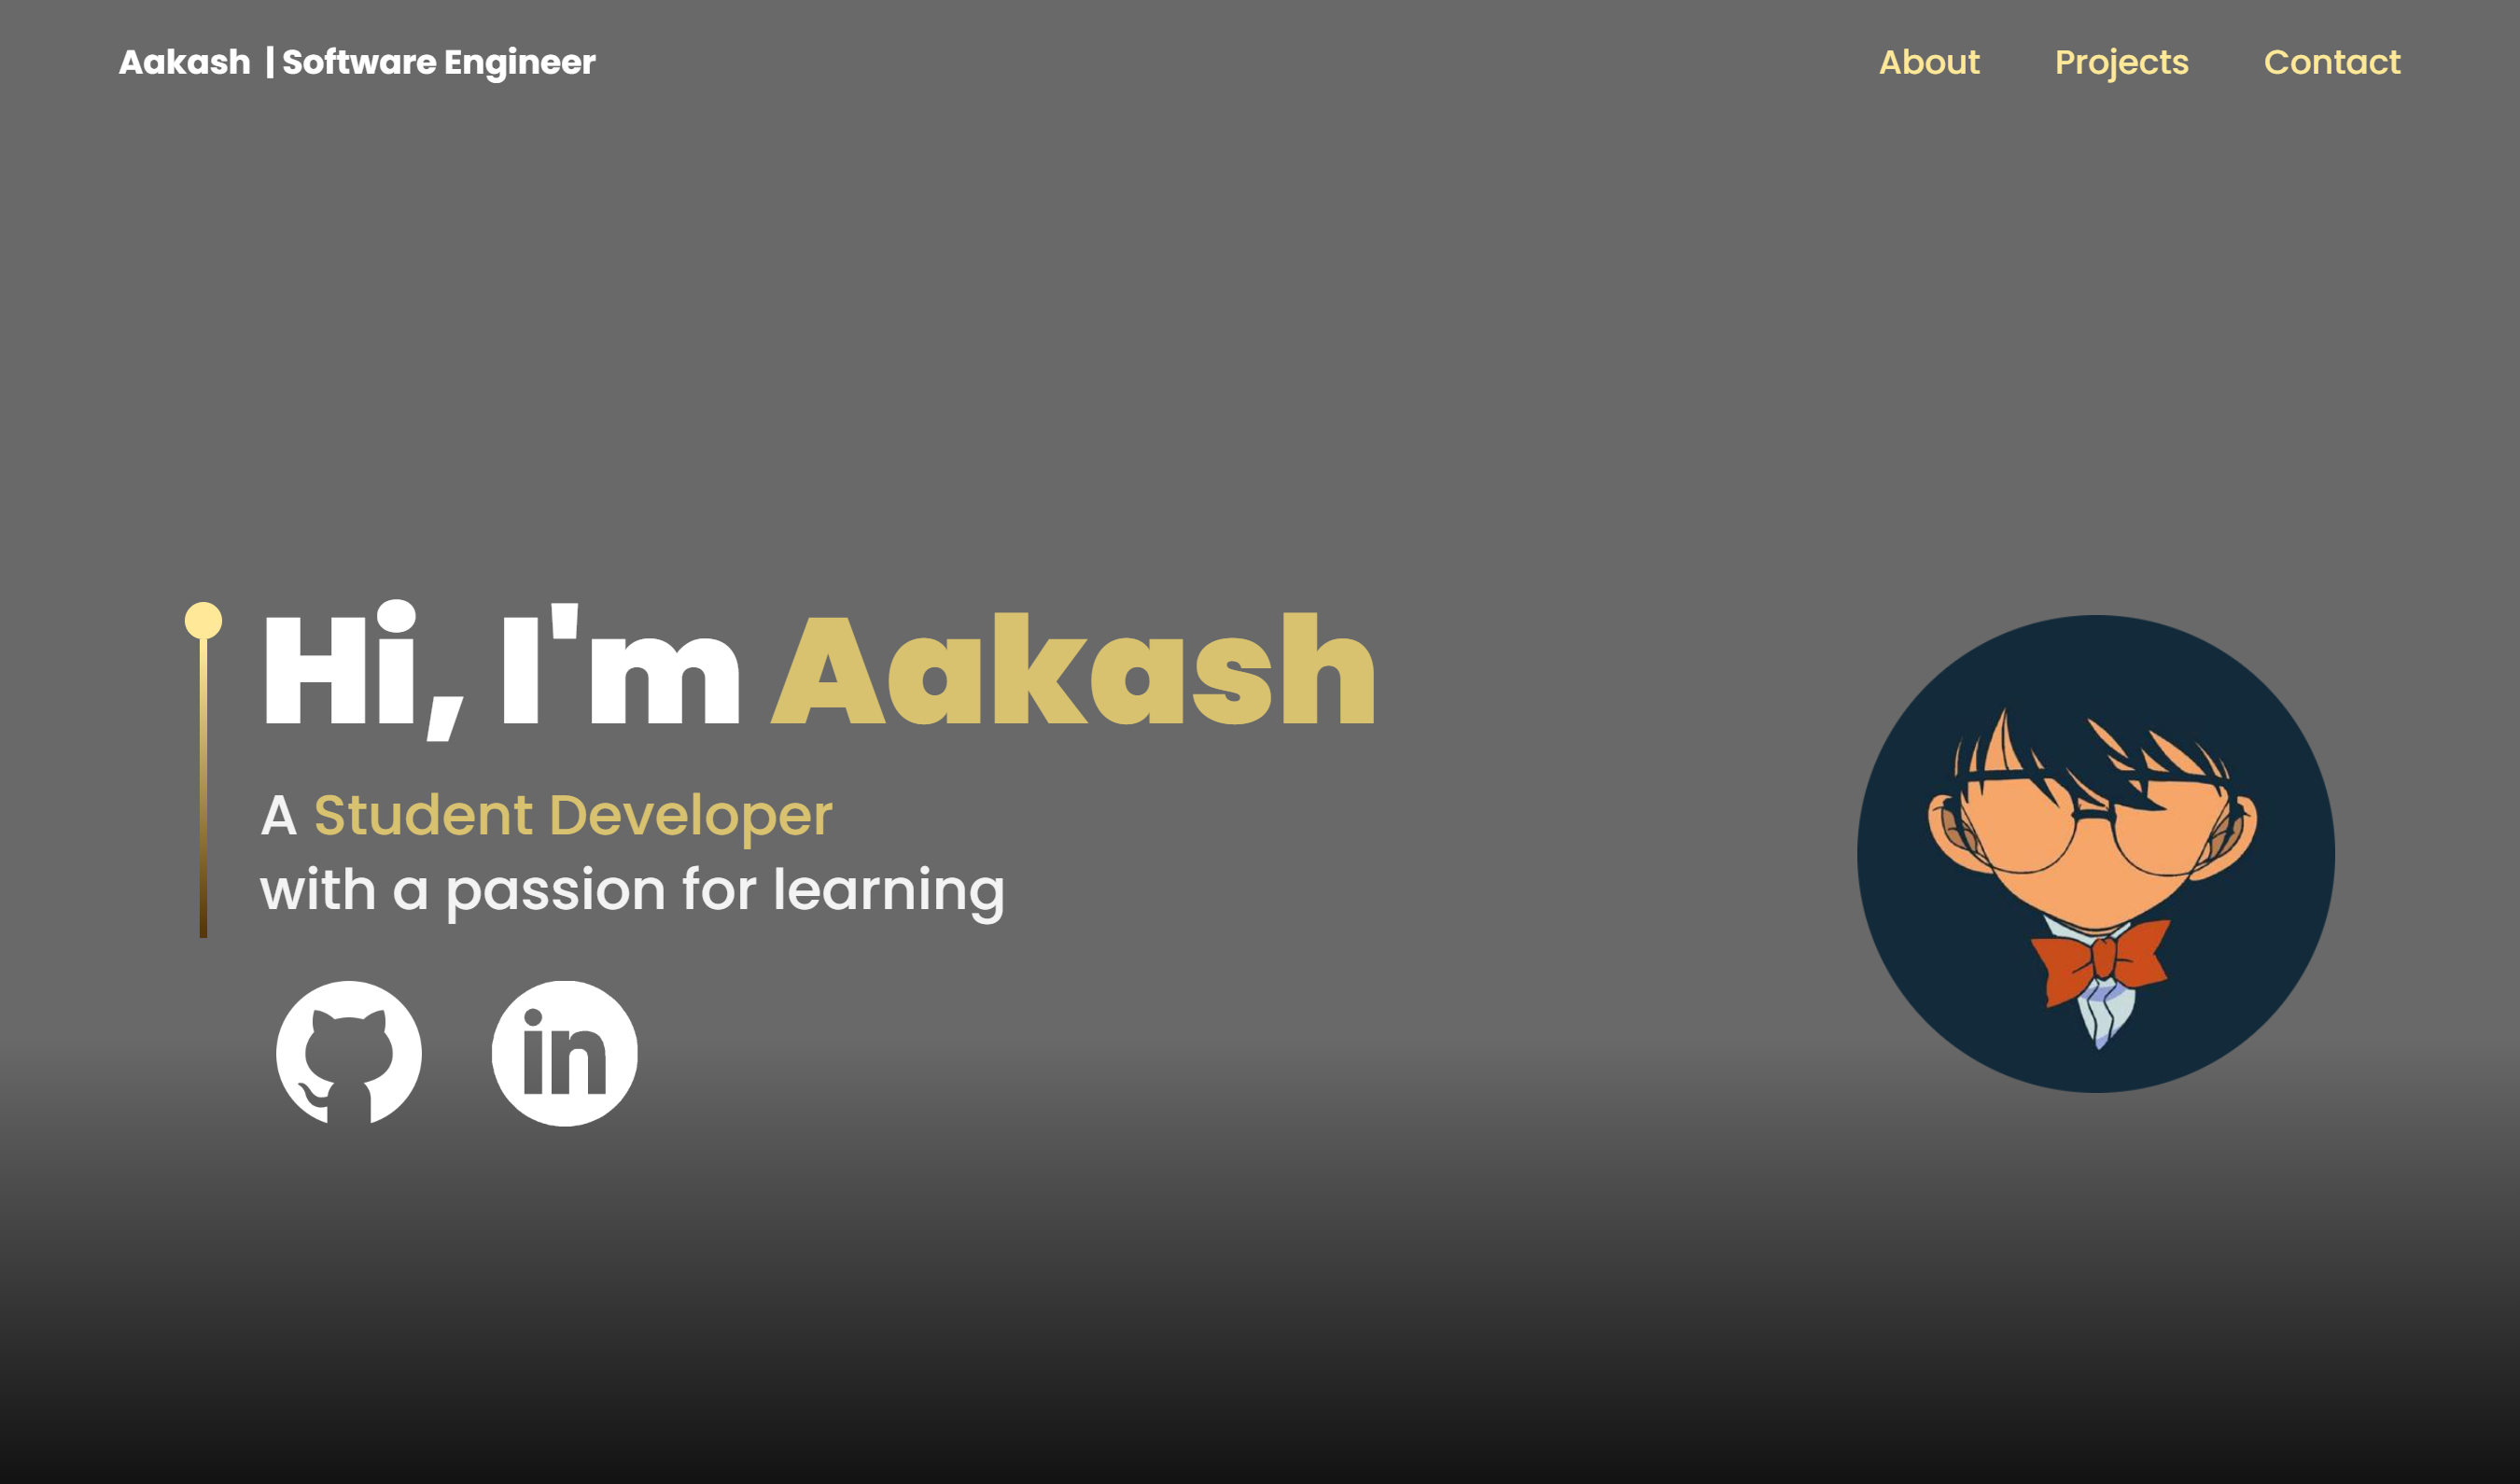 Aakash | Software Engineer
About Projects Contact
Hi, I'm Aakash
A Student Developer
with a passion for learning
in